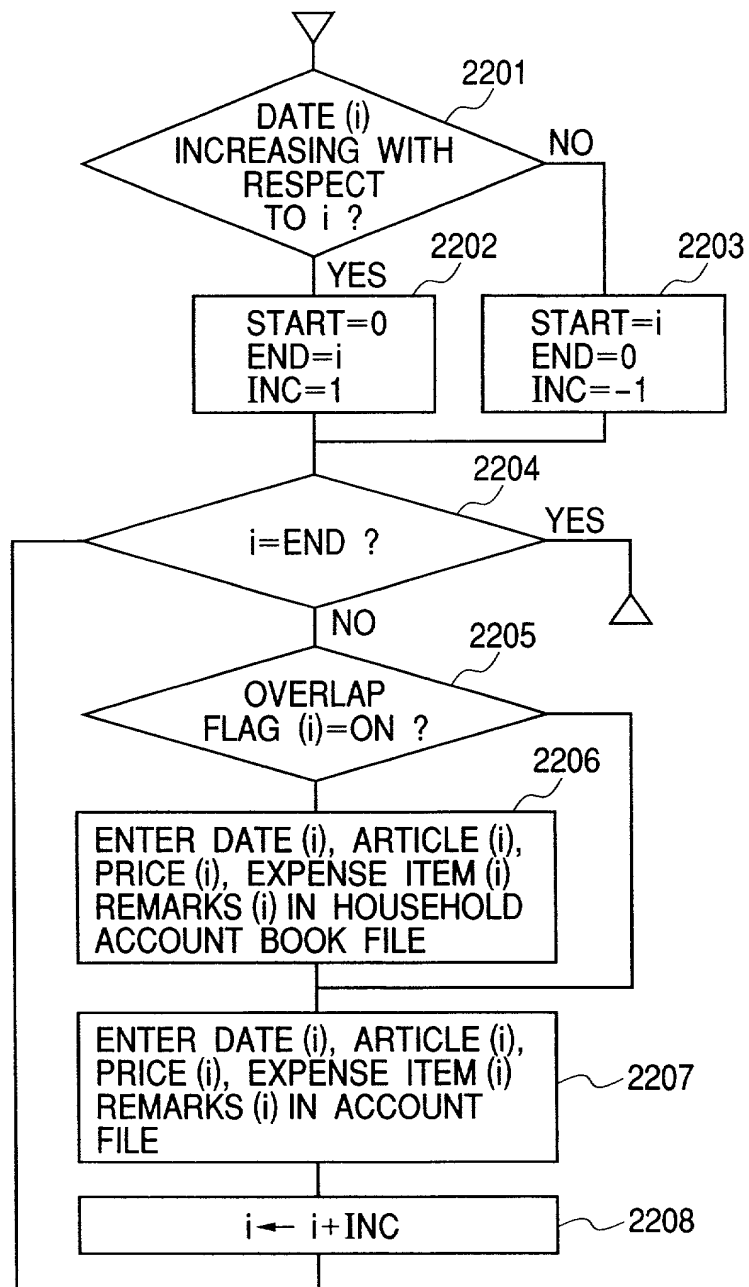 2201
DATE (i)
INCREASING WITH
RESPECT
TO i ?
NO
YES
2202
START=0
END=i
INC=1
2203
START=i
END=0
INC=-1
2204
i=END ?
YES
NO
2205
OVERLAP
FLAG (i)=ON ?
2206
ENTER DATE (i), ARTICLE (i),
PRICE (i), EXPENSE ITEM (i)
REMARKS (i) IN HOUSEHOLD
ACCOUNT BOOK FILE
ENTER DATE (i), ARTICLE (i),
PRICE (i), EXPENSE ITEM (i)
REMARKS (i) IN ACCOUNT
FILE
2207
i ← i+INC
2208